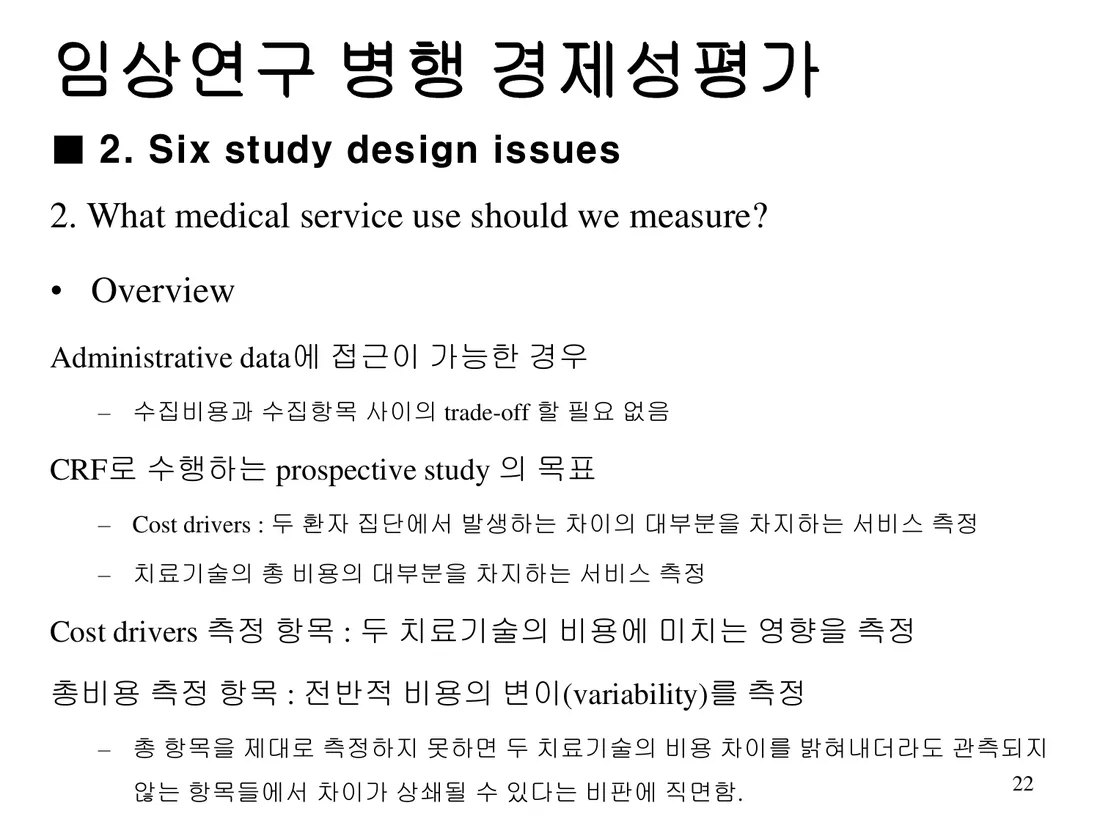 임상연구 병행 경제성평가
■ 2. Six study design issues
2. What medical service use should we measure?
• Overview
Administrative data에 접근이 가능한 경우
– 수집비용과 수집항목 사이의 trade-off 할 필요 없음
CRF로 수행하는 prospective study 의 목표
– Cost drivers : 두 환자 집단에서 발생하는 차이의 대부분을 차지하는 서비스 측정
– 치료기술의 총 비용의 대부분을 차지하는 서비스 측정
Cost drivers 측정 항목 : 두 치료기술의 비용에 미치는 영향을 측정
총비용 측정 항목 : 전반적 비용의 변이(variability)를 측정
– 총 항목을 제대로 측정하지 못하면 두 치료기술의 비용 차이를 밝혀내더라도 관측되지
않는 항목들에서 차이가 상쇄될 수 있다는 비판에 직면함.
22